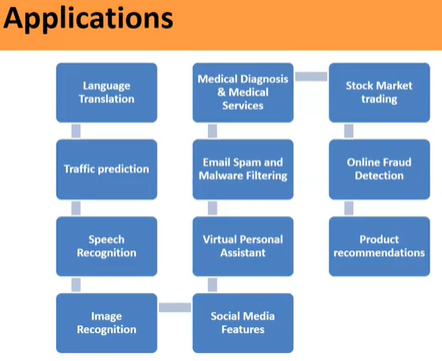 Applications
Language
Translation
Traffic prediction
Speech
Recognition
Image
Recognition
Medical Diagnosis
& Medical
Services
Email Spam and
Malware Filtering
Virtual Personal
Assistant
Social Media
Features
Stock Market
trading
Online Fraud
Detection
Product
recommendations